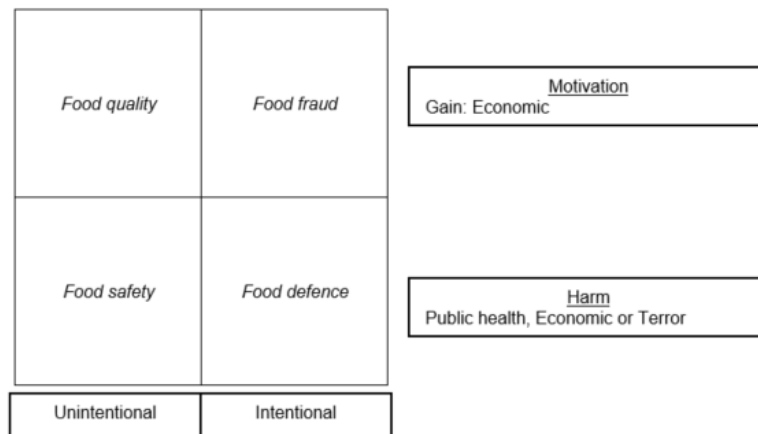 Food quality
Food fraud
Motivation
Gain: Economic
Food safety
Food defence
Harm
Public health, Economic or Terror
Unintentional
Intentional